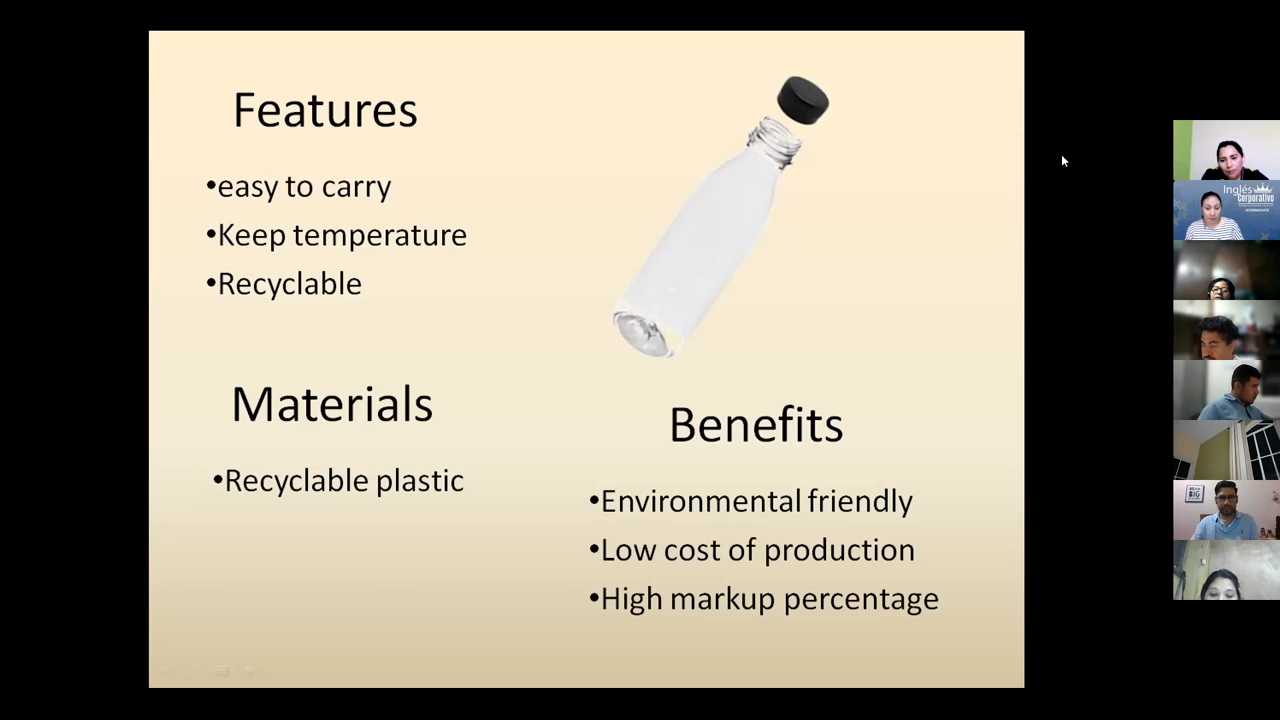 Features
•easy to carry
•Keep temperature
•Recyclable
Materials
•Recyclable plastic
Benefits
•Environmental friendly
•Low cost of production
•High markup percentage
Inglés
Corporativo
BIG